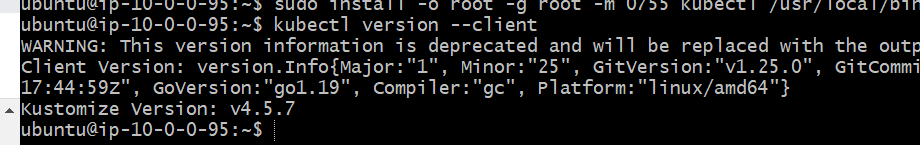 ubuntu@ip-10-0-0-95:~$ sudo install -o root -g root -m 0755 kubectl /usr/local/bin
ubuntu@ip-10-0-0-95:~$ kubectl version --client
WARNING: This version information is deprecated and will be replaced with the outp
Client Version: version.Info{Major:"1", Minor:"25", GitVersion:"v1.25.0", GitCommi
17:44:59Z", GoVersion:"go1.19", Compiler:"gc", Platform:"linux/amd64"}
Kustomize Version: v4.5.7
ubuntu@ip-10-0-0-95:~$